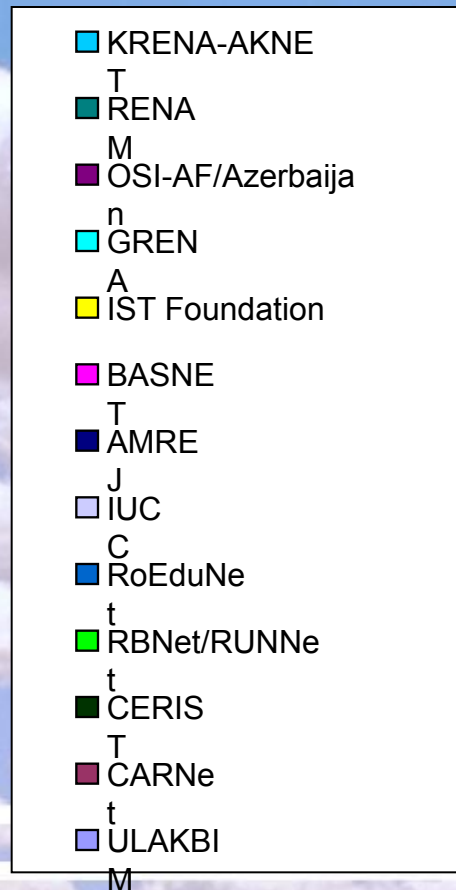 KRENA-AKNE
T
RENA
M
OSI-AF/Azerbaija
n
GREN
A
IST Foundation
BASNE
T
AMRE
J
IUC
C
RoEduNe
t
RBNet/RUNNe
t
CERIS
T
CARNe
t
ULAKBI
M